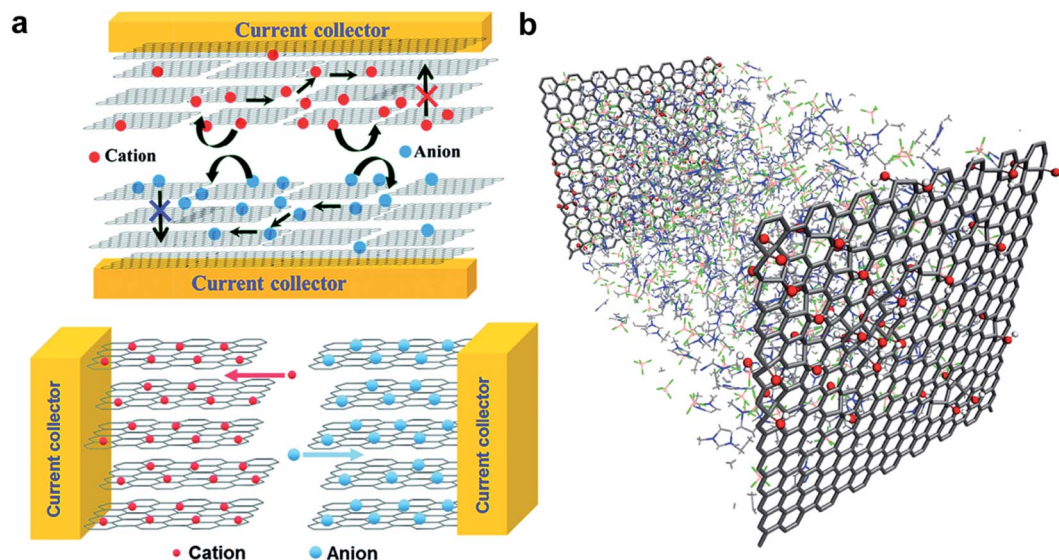 a
Current collector
Cation
Anion
Current collector
Current collector
Current collector
Cation
Anion
b